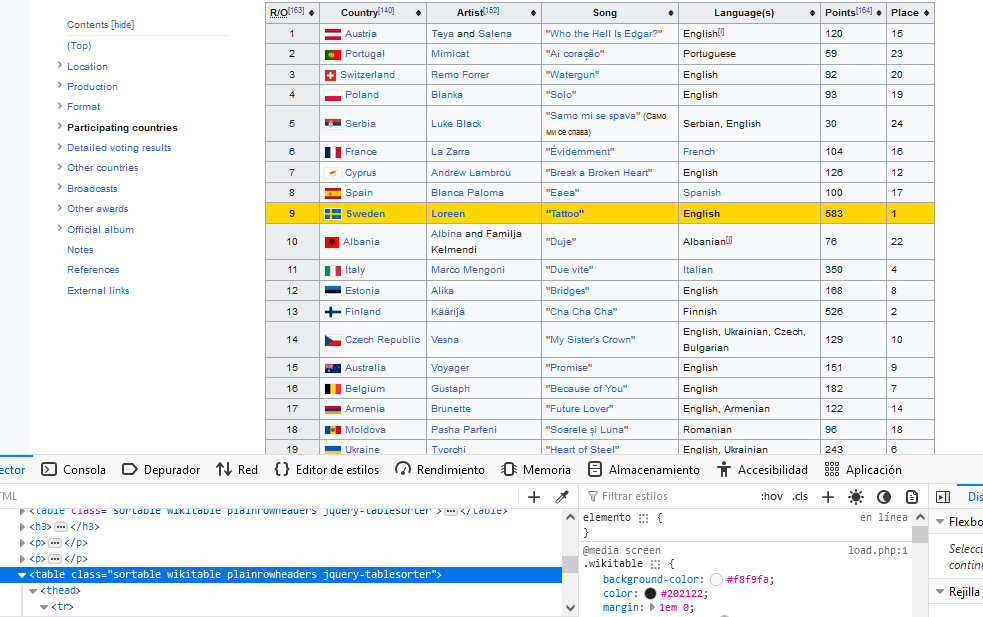 Contents [hide]
(Top)
Location
Production
Format
Participating countries
Detailed voting results
Other countries
Broadcasts
Other awards
Official album
Notes
References
External links
R/O[163] Country[140] Artist[152] Song Language(s) Points[164] Place
1 Austria Teya and Salena "Who the Hell Is Edgar?" English[i] 120 15
2 Portugal Mimicat "Ai coração" Portuguese 59 23
3 Switzerland Remo Forrer "Watergun" English 92 20
4 Poland Blanka "Solo" English 93 19
5 Serbia Luke Black "Samo mi se spava" (Само ми се спава) Serbian, English 30 24
6 France La Zarra "Évidemment" French 104 16
7 Cyprus Andrew Lambrou "Break a Broken Heart" English 126 12
8 Spain Blanca Paloma "Eaea" Spanish 100 17
9 Sweden Loreen "Tattoo" English 583 1
10 Albania Albina and Familja Kelmendi "Duje" Albanian[j] 76 22
11 Italy Marco Mengoni "Due vite" Italian 350 4
12 Estonia Alika "Bridges" English 168 8
13 Finland Käärijä "Cha Cha Cha" Finnish 526 2
14 Czech Republic Vesna "My Sister's Crown" English, Ukrainian, Czech, Bulgarian 129 10
15 Australia Voyager "Promise" English 151 9
16 Belgium Gustaph "Because of You" English 182 7
17 Armenia Brunette "Future Lover" English, Armenian 122 14
18 Moldova Pasha Parfeni "Soarele și Luna" Romanian 96 18
19 Ukraine Tvorchi "Heart of Steel" English, Ukrainian 243 6
ector Consola Depurador Red Editor de estilos Rendimiento Memoria Almacenamiento Accesibilidad Aplicación
TML + Filtrar estilos :hov .cls + Dis
<table class="sortable wikitable plainrowheaders jquery-tablesorter">…</table>
<h3>…</h3>
<p>…</p>
<p>…</p>
<table class="sortable wikitable plainrowheaders jquery-tablesorter">
<thead>
<tr>
elemento { en línea
}
@media screen load.php:1
.wikitable {
background-color: #f8f9fa;
color: #202122;
margin: 1em 0;
Flexbo
Selecci
contin
Rejilla